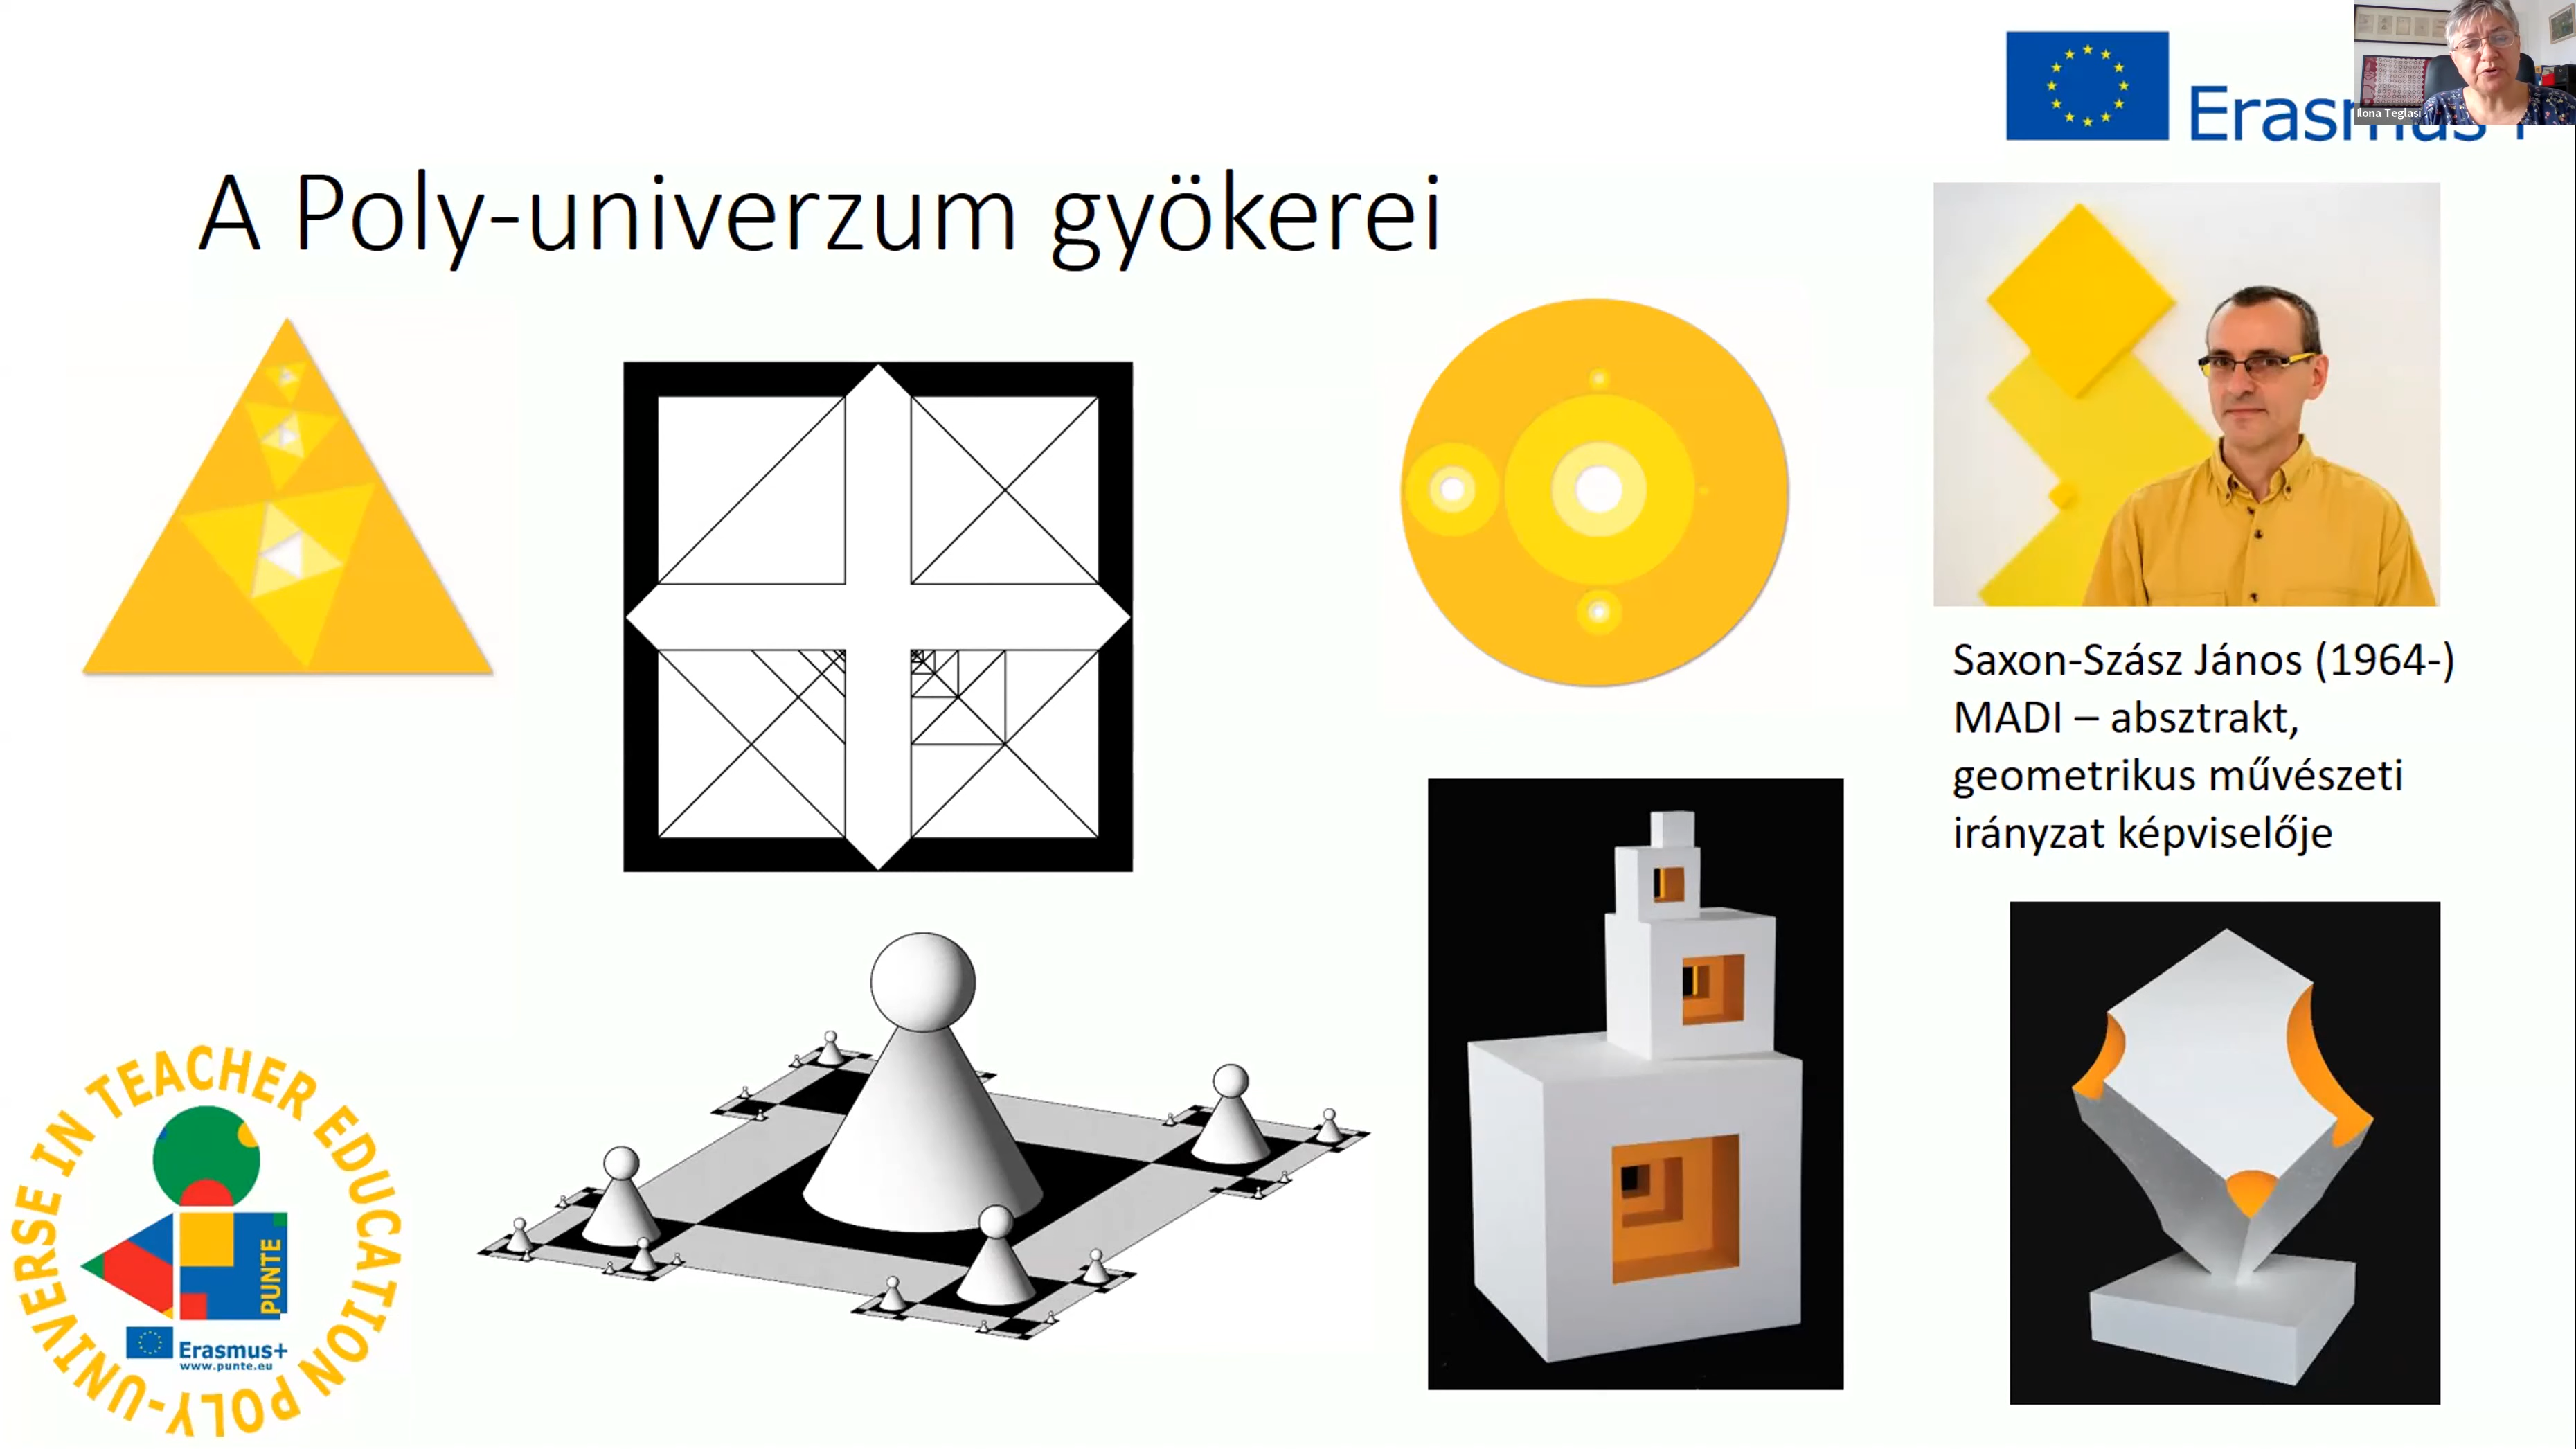 Erasmus+
Ilona Teglasi
A Poly-univerzum gyökerei
Saxon-Szász János (1964-)
MADI – absztrakt,
geometrikus művészeti
irányzat képviselője
POLY-UNIVERSE IN TEACHER EDUCATION
PUNTE
Erasmus+
www.punte.eu